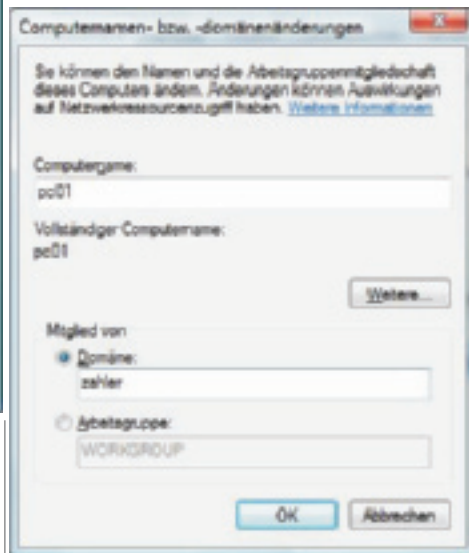 Computernamen- bzw. -domänenänderungen
Sie können den Namen und die Arbeitsgruppenmitgliedschaft
dieses Computers ändern. Änderungen können Auswirkungen
auf Netzwerkressourcenzugriff haben. Weitere Informationen
Computername:
pc01
Vollständiger Computername:
pc01
Weitere...
Mitglied von
Domäne:
zahler
Arbeitsgruppe:
WORKGROUP
OK Abbrechen